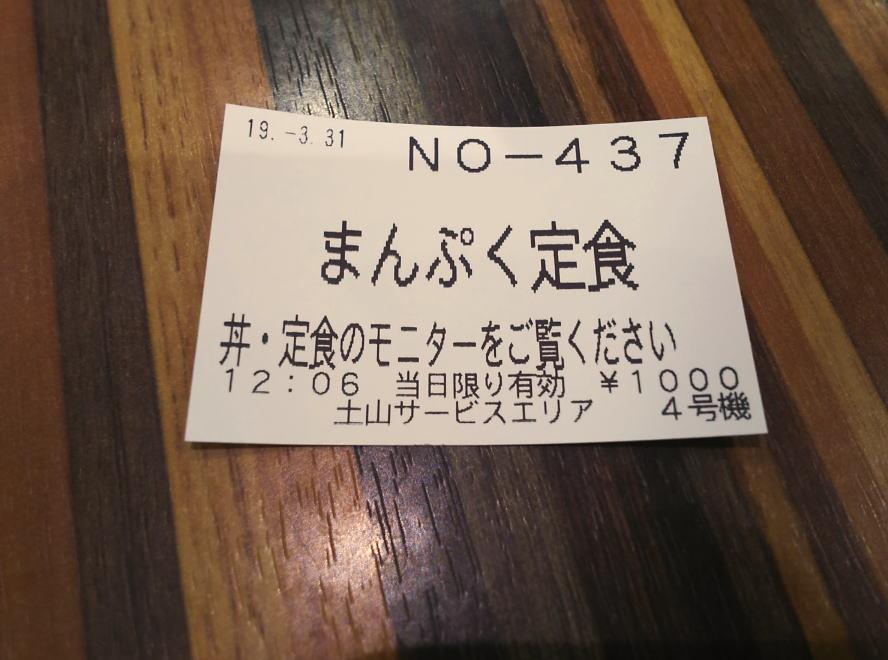 19.-3.31 NO-437
まんぷく定食
丼・定食のモニターをご覧ください
12:06 当日限り有効 ¥1000
土山サービスエリア 4号機